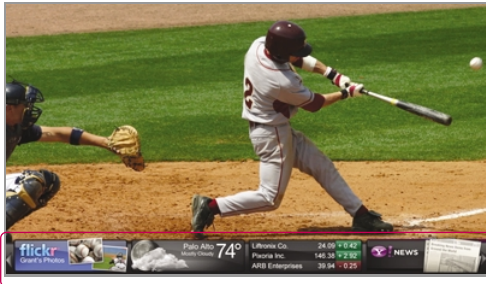 2
flickr
Grant's Photos
Palo Alto
Mostly Cloudy
74°
Liftronix Co. 24.09 + 0.42
Pixoria Inc. 146.38 + 2.92
ARB Enterprises 39.94 - 0.25
Y! NEWS